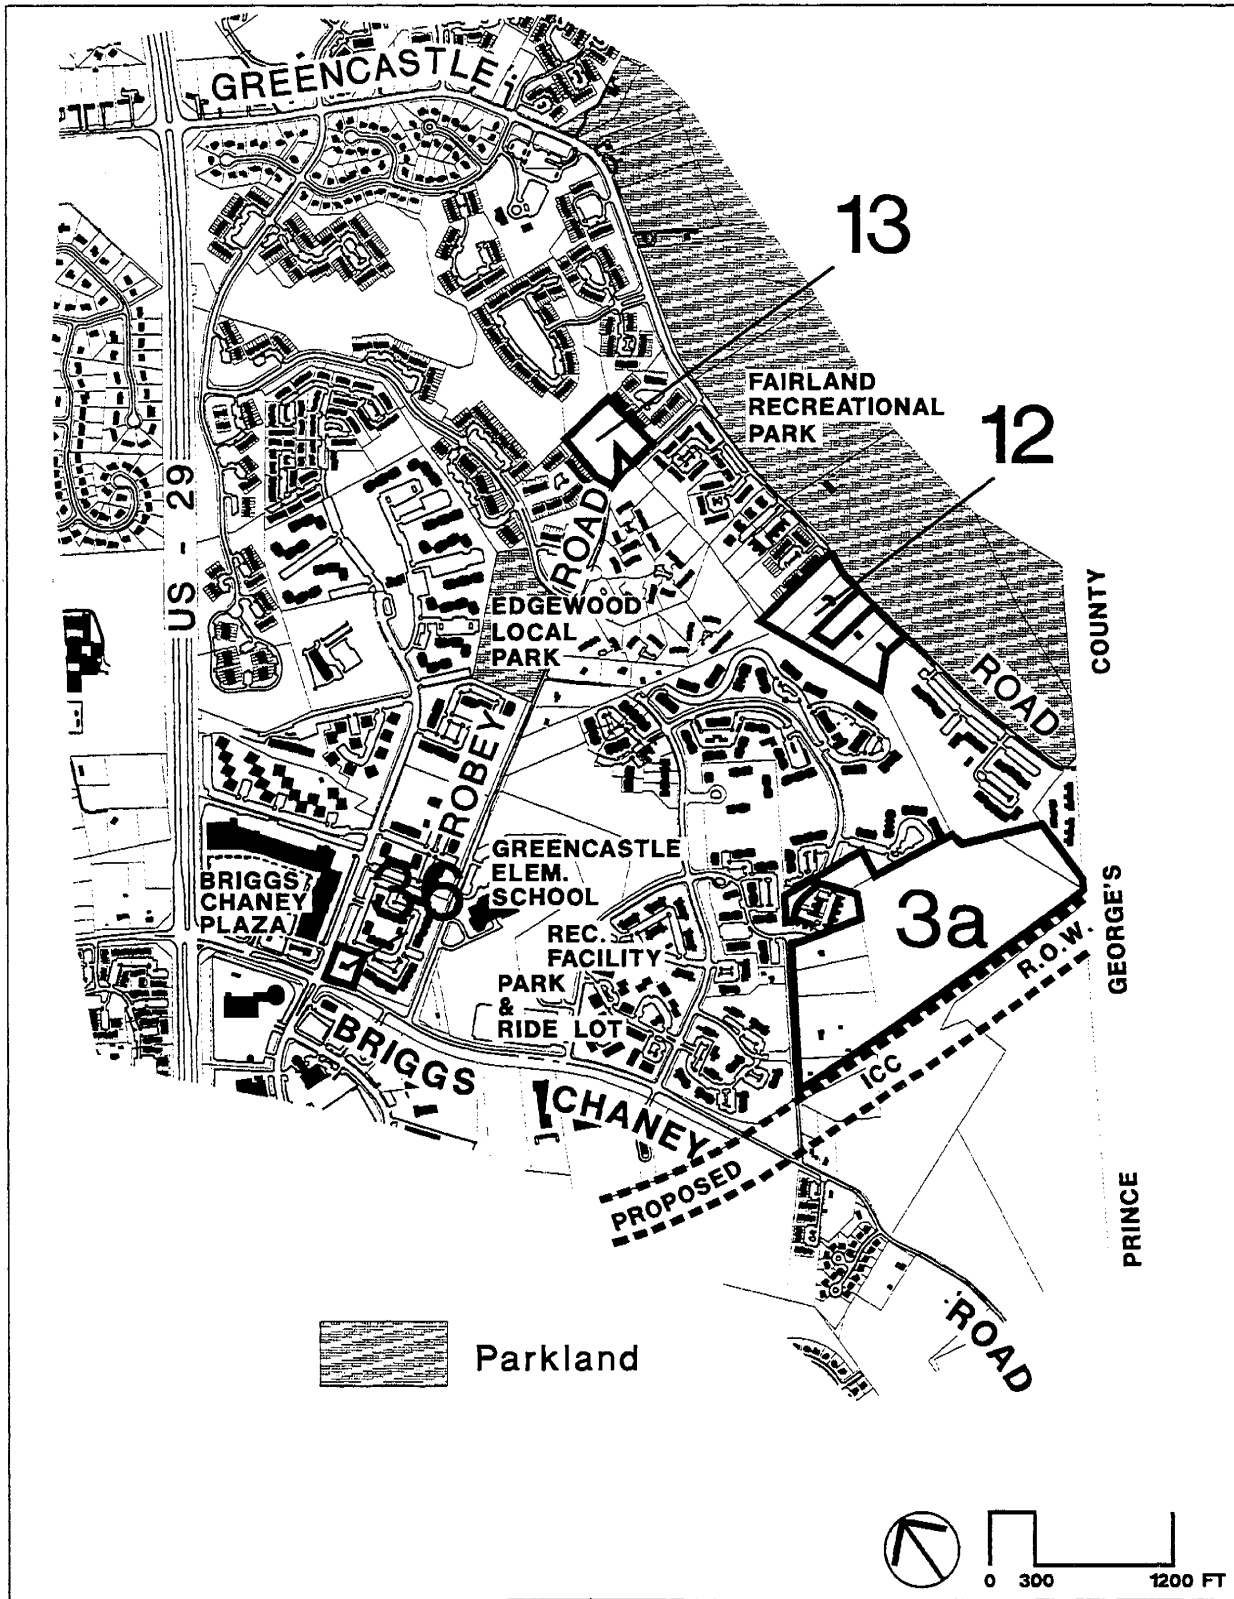 GREENCASTLE
13
FAIRLAND
RECREATIONAL
PARK
12
US - 29
ROAD
EDGEWOOD
LOCAL
PARK
COUNTY
ROAD
ROBEY
GREENCASTLE
ELEM.
SCHOOL
BRIGGS
CHANEY
PLAZA
36
3a
REC.
FACILITY
PARK
&
RIDE LOT
R.O.W.
GEORGE'S
ICC
BRIGGS
CHANEY
PROPOSED
PRINCE
ROAD
Parkland
0 300 1200 FT